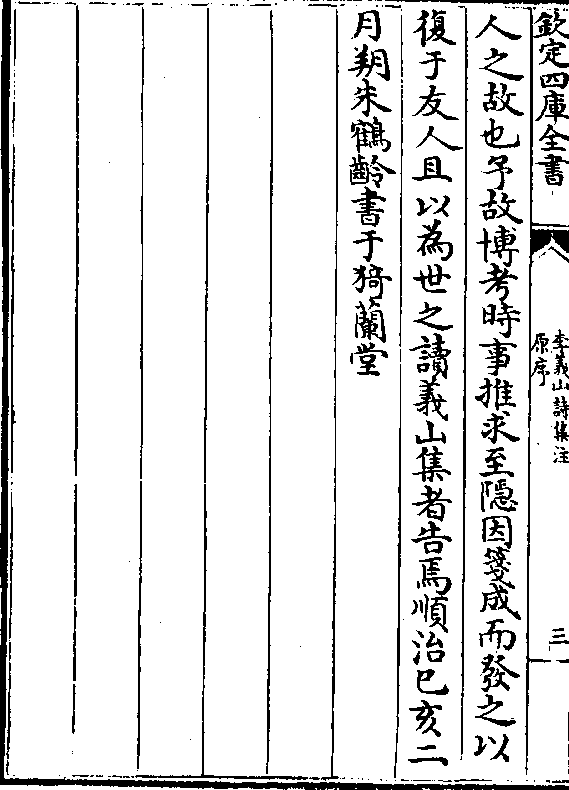 欽定四庫全書
李義山詩集注
原序
三
人之故也予故博考時事推求至隱因箋成而發之以
復于友人且以為世之讀義山集者告焉順治已亥二
月朔朱鶴齡書于猗蘭堂